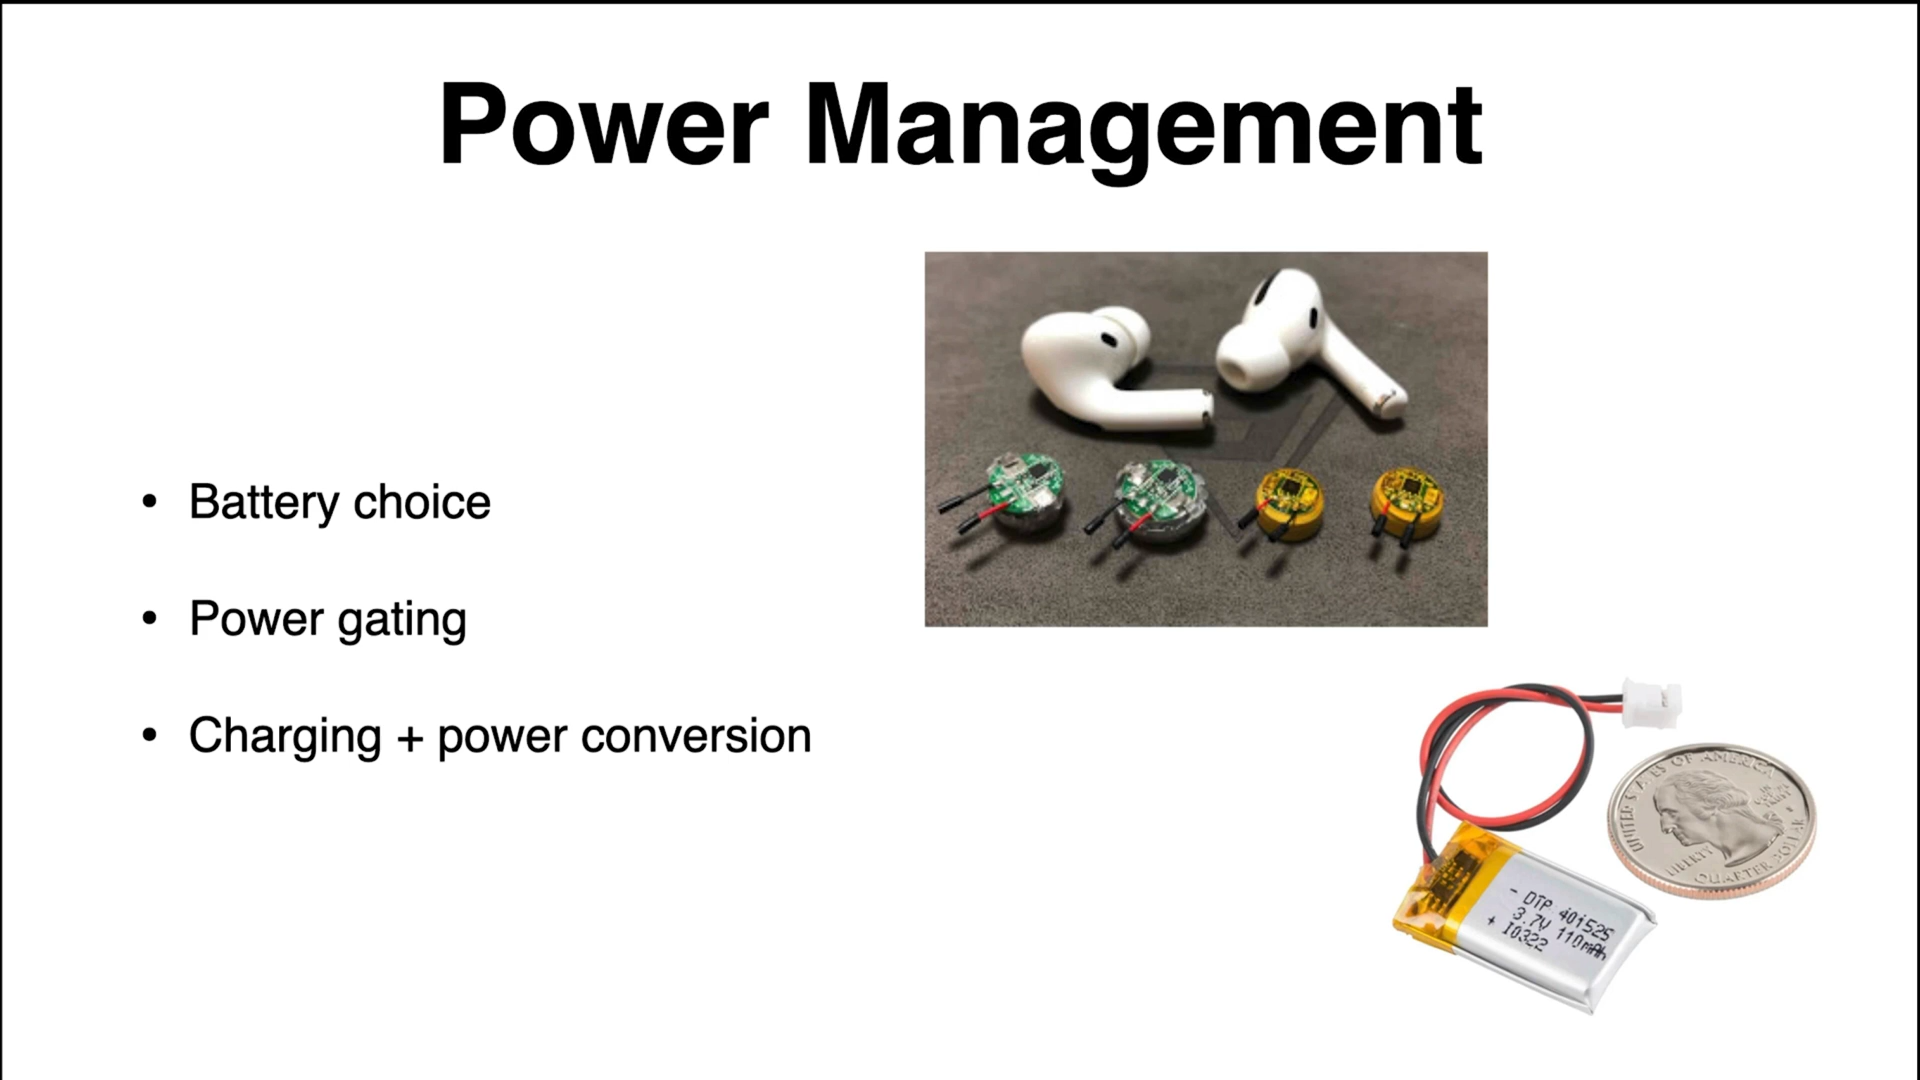 Power Management
• Battery choice
• Power gating
• Charging + power conversion
- DTP 401525
3.7V 110mAh
+ 10322
UNITED STATES OF AMERICA
LIBERTY
QUARTER DOLLAR